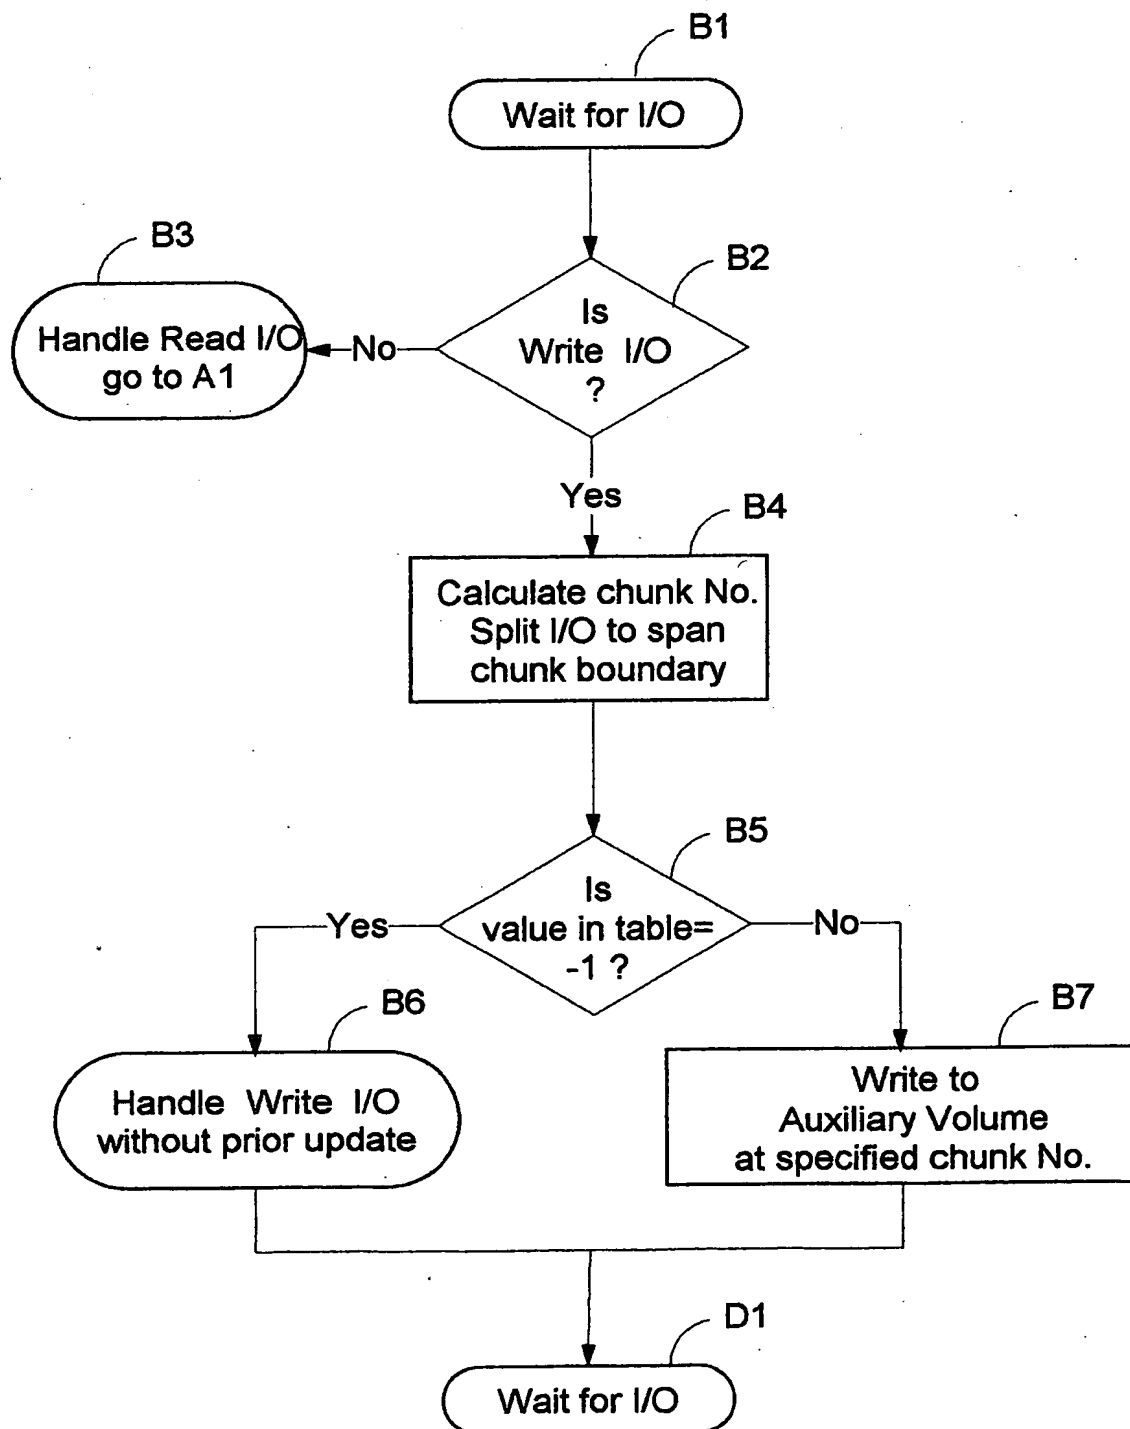 B1
Wait for I/O
B3
B2
Is
Write I/O
?
Handle Read I/O
go to A1
No
Yes
B4
Calculate chunk No.
Split I/O to span
chunk boundary
B5
Is
value in table=
-1 ?
Yes
No
B6
B7
Handle Write I/O
without prior update
Write to
Auxiliary Volume
at specified chunk No.
D1
Wait for I/O